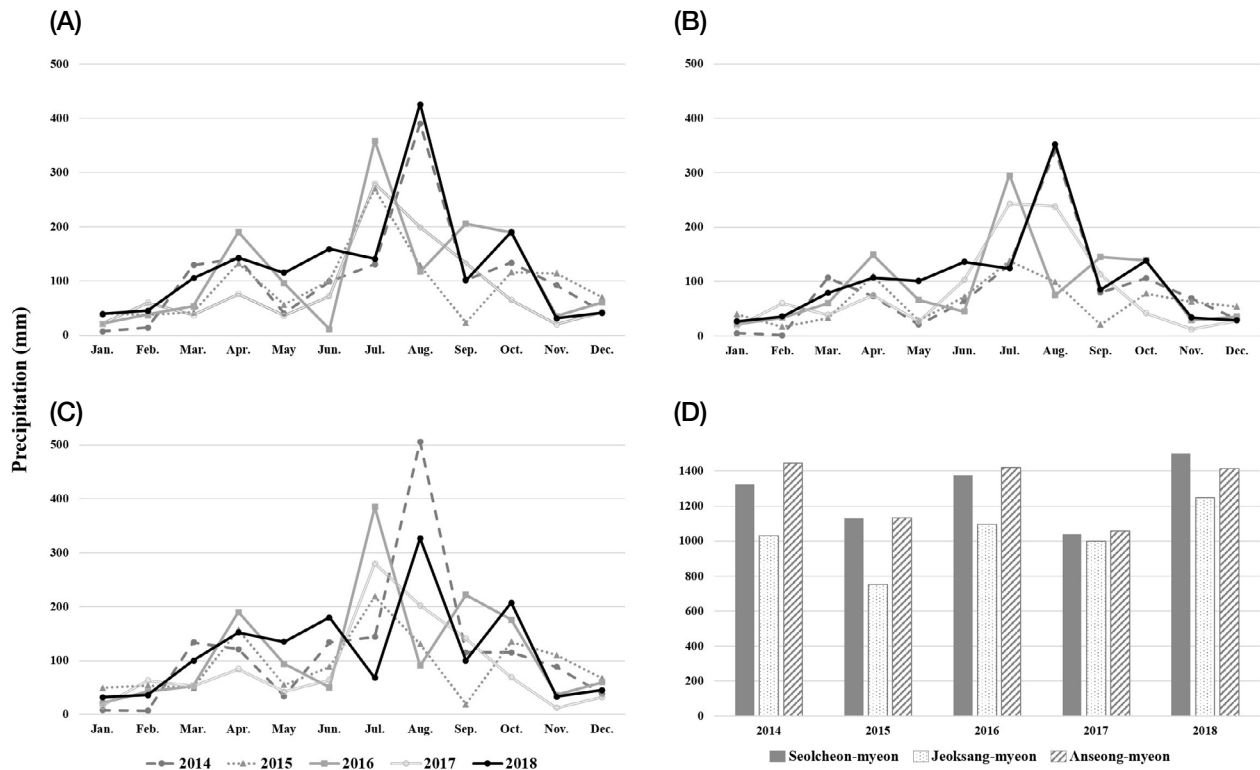 (A)
500
400
300
200
100
0
Jan. Feb. Mar. Apr. May Jun. Jul. Aug. Sep. Oct. Nov. Dec.
(B)
500
400
300
200
100
0
Jan. Feb. Mar. Apr. May Jun. Jul. Aug. Sep. Oct. Nov. Dec.
Precipitation (mm)
(C)
500
400
300
200
100
0
Jan. Feb. Mar. Apr. May Jun. Jul. Aug. Sep. Oct. Nov. Dec.
2014 2015 2016 2017 2018
(D)
1400
1200
1000
800
600
400
200
0
2014 2015 2016 2017 2018
Seolcheon-myeon Jeoksang-myeon Anseong-myeon